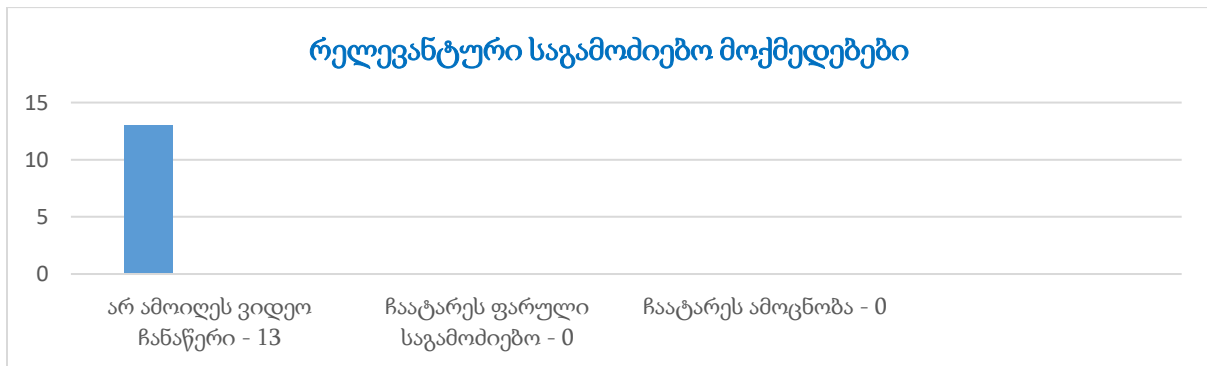 რელევანტური საგამოძიებო მოქმედებები
15
10
5
0
არ ამოიღეს ვიდეო
ჩანაწერი - 13
ჩაატარეს ფარული
საგამოძიებო - 0
ჩაატარეს ამოცნობა - 0